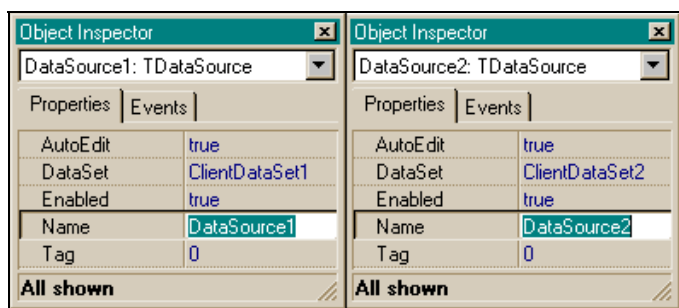 Object Inspector
DataSource1: TDataSource
Properties Events
AutoEdit true
DataSet ClientDataSet1
Enabled true
Name DataSource1
Tag 0
All shown
Object Inspector
DataSource2: TDataSource
Properties Events
AutoEdit true
DataSet ClientDataSet2
Enabled true
Name DataSource2
Tag 0
All shown